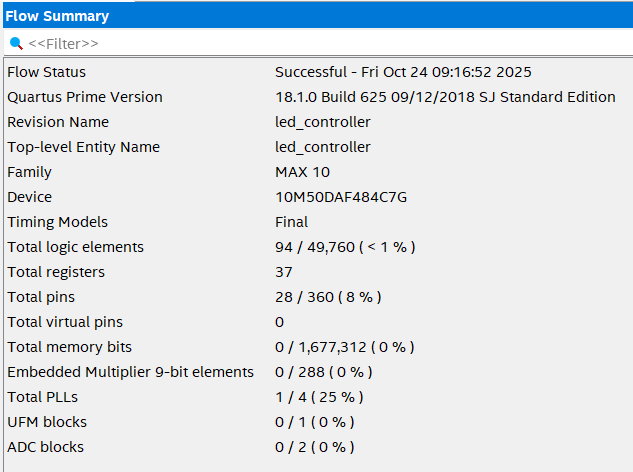 Flow Summary
<<Filter>>
Flow Status Successful - Fri Oct 24 09:16:52 2025
Quartus Prime Version 18.1.0 Build 625 09/12/2018 SJ Standard Edition
Revision Name led_controller
Top-level Entity Name led_controller
Family MAX 10
Device 10M50DAF484C7G
Timing Models Final
Total logic elements 94 / 49,760 ( < 1 % )
Total registers 37
Total pins 28 / 360 ( 8 % )
Total virtual pins 0
Total memory bits 0 / 1,677,312 ( 0 % )
Embedded Multiplier 9-bit elements 0 / 288 ( 0 % )
Total PLLs 1 / 4 ( 25 % )
UFM blocks 0 / 1 ( 0 % )
ADC blocks 0 / 2 ( 0 % )